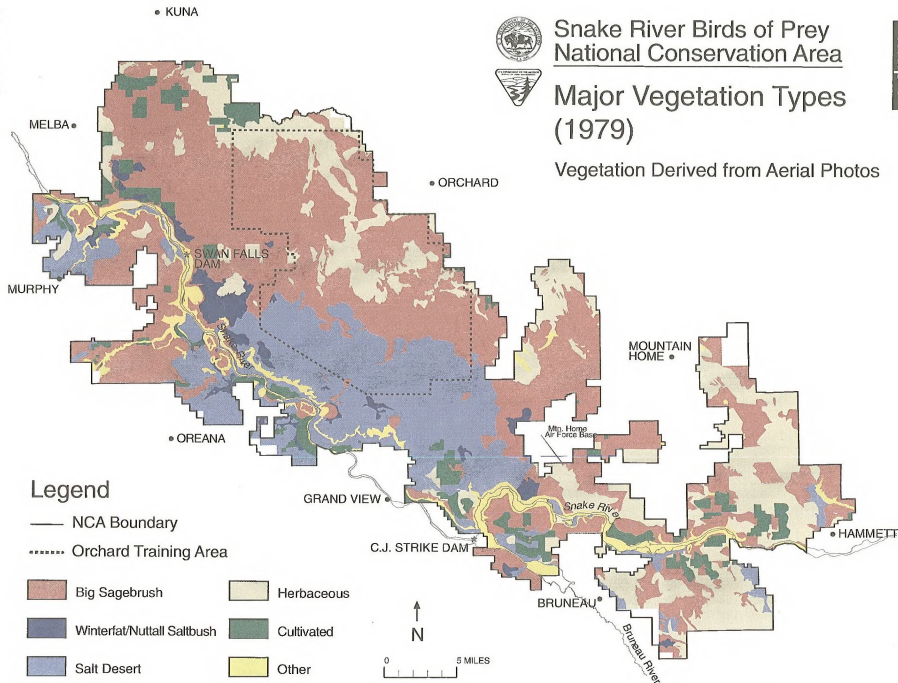 KUNA
Snake River Birds of Prey
National Conservation Area
Major Vegetation Types
(1979)
Vegetation Derived from Aerial Photos
MELBA
ORCHARD
SWAN FALLS
DAM
MURPHY
Snake River
MOUNTAIN
HOME
OREANA
Mtn. Home
Air Force Base
GRAND VIEW
Snake River
C.J. STRIKE DAM
HAMMETT
BRUNEAU
Bruneau River
Legend
NCA Boundary
Orchard Training Area
Big Sagebrush
Herbaceous
Winterfat/Nuttall Saltbush
Cultivated
Salt Desert
Other
N
0 5 MILES